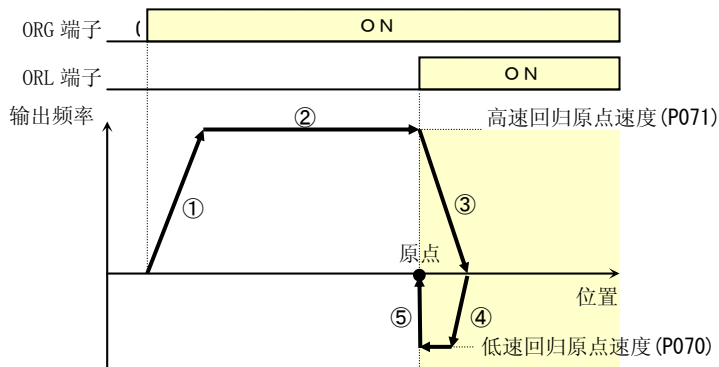 ORG 端子
ON
ORL 端子
ON
输出频率
② 
高速回归原点速度(P071)
①
③
原点
位置
⑤
④
低速回归原点速度(P070)